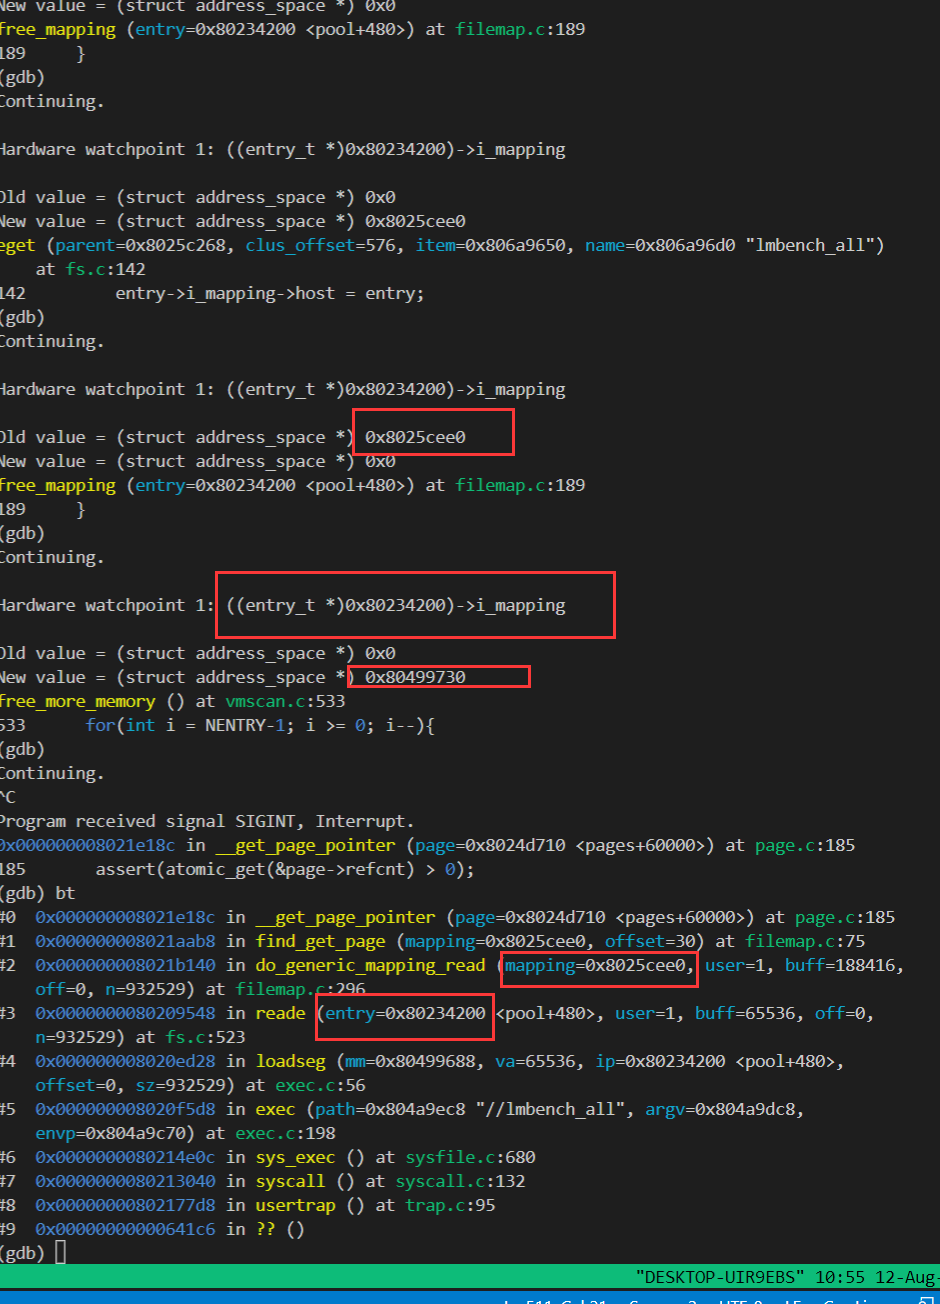 New value = (struct address_space *) 0x0
free_mapping (entry=0x80234200 <pool+480>) at filemap.c:189
189     }
(gdb)
Continuing.
Hardware watchpoint 1: ((entry_t *)0x80234200)->i_mapping
Old value = (struct address_space *) 0x0
New value = (struct address_space *) 0x8025cee0
eget (parent=0x8025c268, clus_offset=576, item=0x806a9650, name=0x806a96d0 "lmbench_all")
at fs.c:142
142         entry->i_mapping->host = entry;
(gdb)
Continuing.
Hardware watchpoint 1: ((entry_t *)0x80234200)->i_mapping
Old value = (struct address_space *) 0x8025cee0
New value = (struct address_space *) 0x0
free_mapping (entry=0x80234200 <pool+480>) at filemap.c:189
189     }
(gdb)
Continuing.
Hardware watchpoint 1: ((entry_t *)0x80234200)->i_mapping
Old value = (struct address_space *) 0x0
New value = (struct address_space *) 0x80499730
free_more_memory () at vmscan.c:533
533      for(int i = NENTRY-1; i >= 0; i--){
(gdb)
Continuing.
^C
Program received signal SIGINT, Interrupt.
0x000000008021e18c in __get_page_pointer (page=0x8024d710 <pages+60000>) at page.c:185
185       assert(atomic_get(&page->refcnt) > 0);
(gdb) bt
#0  0x000000008021e18c in __get_page_pointer (page=0x8024d710 <pages+60000>) at page.c:185
#1  0x000000008021aab8 in find_get_page (mapping=0x8025cee0, offset=30) at filemap.c:75
#2  0x000000008021b140 in do_generic_mapping_read (mapping=0x8025cee0, user=1, buff=188416,
off=0, n=932529) at filemap.c:296
#3  0x0000000080209548 in reade (entry=0x80234200 <pool+480>, user=1, buff=65536, off=0,
n=932529) at fs.c:523
#4  0x000000008020ed28 in loadseg (mm=0x80499688, va=65536, ip=0x80234200 <pool+480>,
offset=0, sz=932529) at exec.c:56
#5  0x000000008020f5d8 in exec (path=0x804a9ec8 "//lmbench_all", argv=0x804a9dc8,
envp=0x804a9c70) at exec.c:198
#6  0x0000000080214e0c in sys_exec () at sysfile.c:680
#7  0x0000000080213040 in syscall () at syscall.c:132
#8  0x00000000802177d8 in usertrap () at trap.c:95
#9  0x00000000000641c6 in ?? ()
(gdb)
"DESKTOP-UIR9EBS" 10:55 12-Aug-